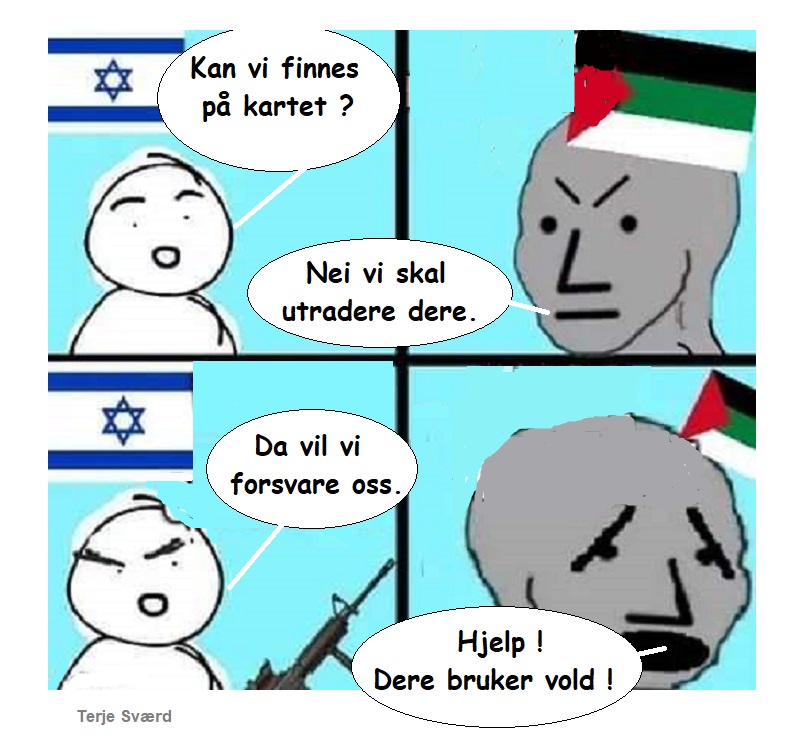 Kan vi finnes
på kartet ?
Nei vi skal
utradere dere.
Da vil vi
forsvare oss.
Hjelp !
Dere bruker vold !
Terje Sværd